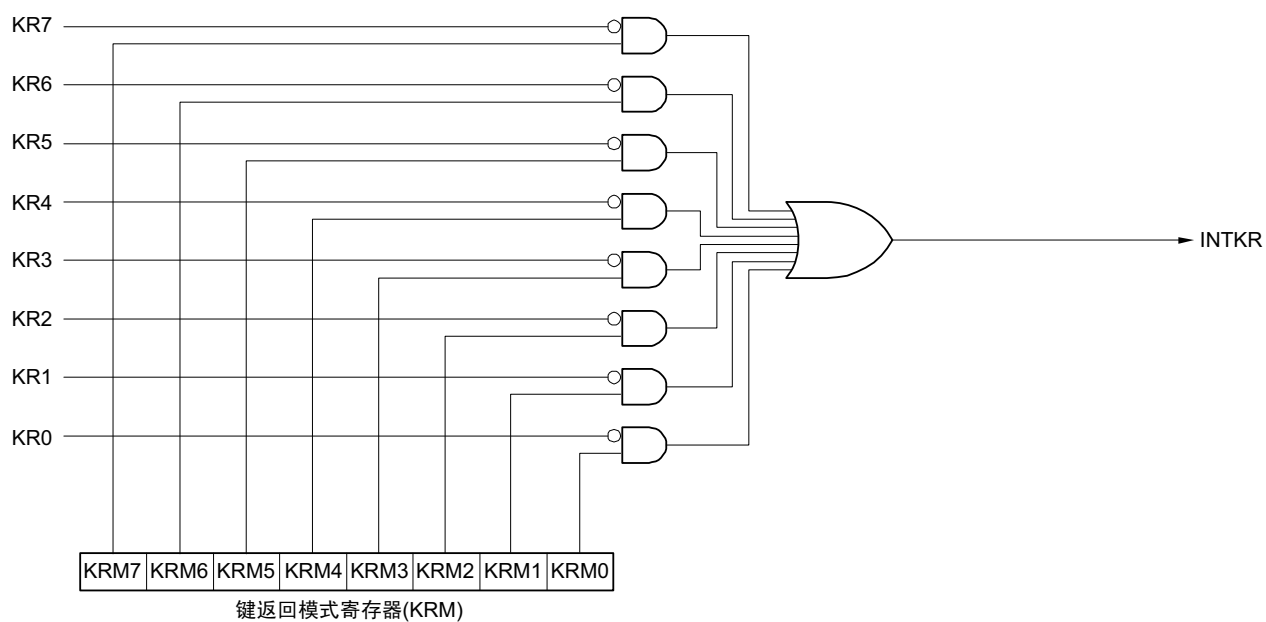 KR7
KR6
KR5
KR4
KR3
KR2
KR1
KR0
INTKR
KRM7 KRM6 KRM5 KRM4 KRM3 KRM2 KRM1 KRM0
键返回模式寄存器(KRM)